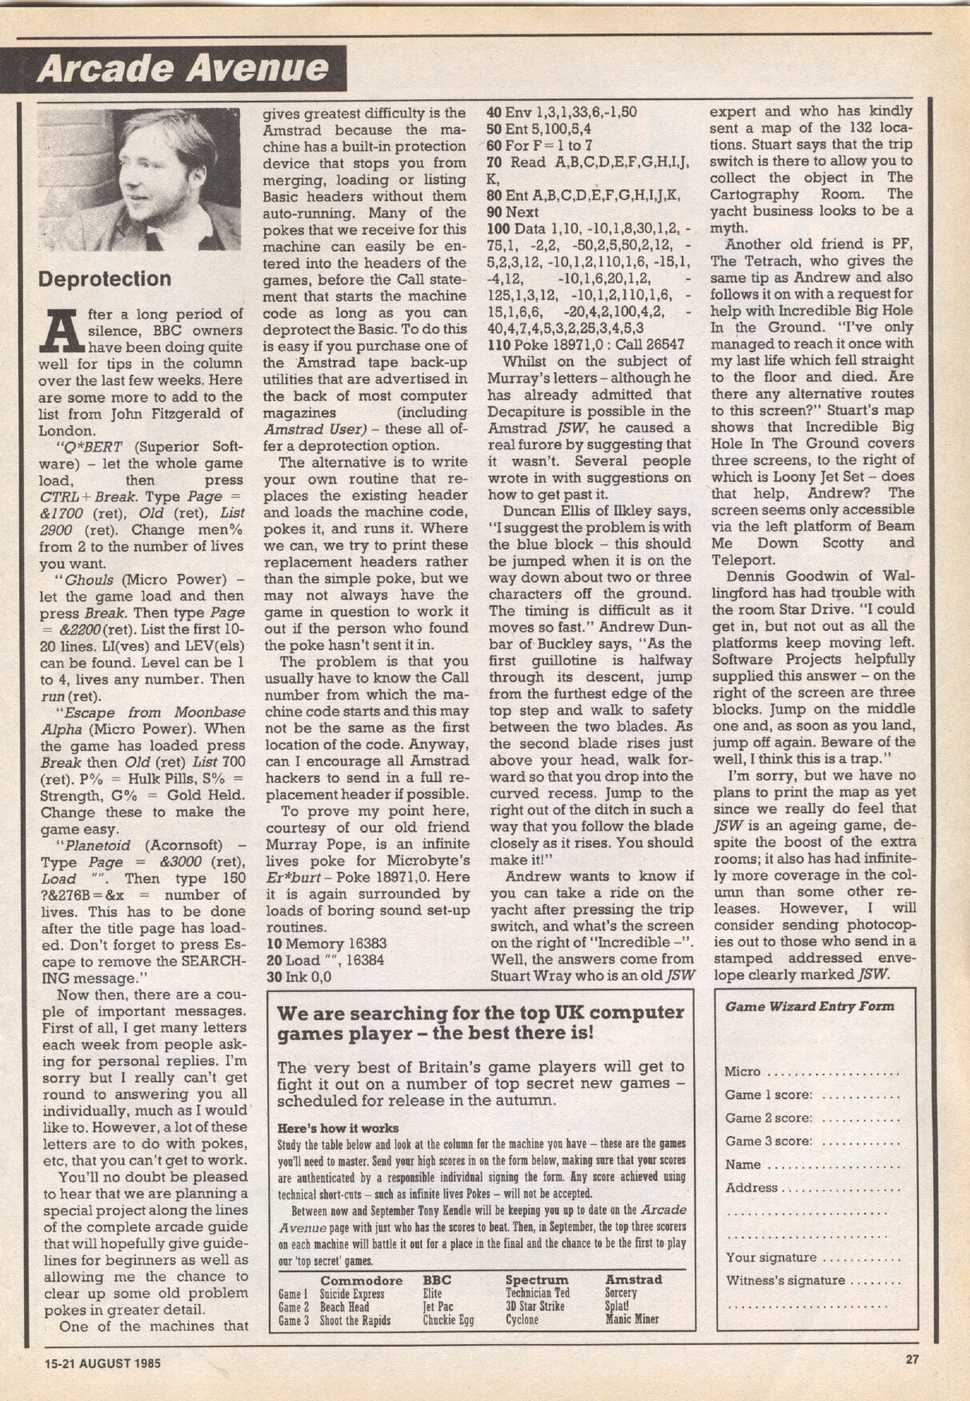 Arcade Avenue
Deprotection
After a long period of
silence, BBC owners
have been doing quite
well for tips in the column
over the last few weeks. Here
are some more to add to the
list from John Fitzgerald of
London.
"Q*BERT (Superior Soft-
ware) – let the whole game
load, then press
CTRL+Break. Type Page =
&1700 (ret), Old (ret), List
2900 (ret). Change men%
from 2 to the number of lives
you want.
"Ghouls (Micro Power) –
let the game load and then
press Break. Then type Page
= &2200 (ret). List the first 10-
20 lines. LI(ves) and LEV(els)
can be found. Level can be 1
to 4, lives any number. Then
run (ret).
"Escape from Moonbase
Alpha (Micro Power). When
the game has loaded press
Break then Old (ret) List 700
(ret). P% = Hulk Pills, S% =
Strength, G% = Gold Held.
Change these to make the
game easy.
"Planetoid (Acornsoft) –
Type Page = &3000 (ret),
Load "". Then type 150
?&276B=&x = number of
lives. This has to be done
after the title page has load-
ed. Don't forget to press Es-
cape to remove the SEARCH-
ING message."
Now then, there are a cou-
ple of important messages.
First of all, I get many letters
each week from people ask-
ing for personal replies. I'm
sorry but I really can't get
round to answering you all
individually, much as I would
like to. However, a lot of these
letters are to do with pokes,
etc, that you can't get to work.
You'll no doubt be pleased
to hear that we are planning a
special project along the lines
of the complete arcade guide
that will hopefully give guide-
lines for beginners as well as
allowing me the chance to
clear up some old problem
pokes in greater detail.
One of the machines that
gives greatest difficulty is the
Amstrad because the ma-
chine has a built-in protection
device that stops you from
merging, loading or listing
Basic headers without them
auto-running. Many of the
pokes that we receive for this
machine can easily be en-
tered into the headers of the
games, before the Call state-
ment that starts the machine
code as long as you can
deprotect the Basic. To do this
is easy if you purchase one of
the Amstrad tape back-up
utilities that are advertised in
the back of most computer
magazines (including
Amstrad User) – these all of-
fer a deprotection option.
The alternative is to write
your own routine that re-
places the existing header
and loads the machine code,
pokes it, and runs it. Where
we can, we try to print these
replacement headers rather
than the simple poke, but we
may not always have the
game in question to work it
out if the person who found
the poke hasn't sent it in.
The problem is that you
usually have to know the Call
number from which the ma-
chine code starts and this may
not be the same as the first
location of the code. Anyway,
can I encourage all Amstrad
hackers to send in a full re-
placement header if possible.
To prove my point here,
courtesy of our old friend
Murray Pope, is an infinite
lives poke for Microbyte's
Er*burt – Poke 18971,0. Here
it is again surrounded by
loads of boring sound set-up
routines.
10 Memory 16383
20 Load "", 16384
30 Ink 0,0
40 Env 1,3,1,33,6,-1,50
50 Ent 5,100,5,4
60 For F=1 to 7
70 Read A,B,C,D,E,F,G,H,I,J,
K,
80 Ent A,B,C,D,E,F,G,H,I,J,K,
90 Next
100 Data 1,10, -10,1,8,30,1,2, -
75,1, -2,2, -50,2,5,50,2,12, -
5,2,3,12, -10,1,2,110,1,6, -15,1,
-4,12, -10,1,6,20,1,2, -
125,1,3,12, -10,1,2,110,1,6, -
15,1,6,6, -20,4,2,100,4,2, -
40,4,7,4,5,3,2,25,3,4,5,3
110 Poke 18971,0 : Call 26547
Whilst on the subject of
Murray's letters – although he
has already admitted that
Decapiture is possible in the
Amstrad JSW, he caused a
real furore by suggesting that
it wasn't. Several people
wrote in with suggestions on
how to get past it.
Duncan Ellis of Ilkley says,
"I suggest the problem is with
the blue block – this should
be jumped when it is on the
way down about two or three
characters off the ground.
The timing is difficult as it
moves so fast." Andrew Dun-
bar of Buckley says, "As the
first guillotine is halfway
through its descent, jump
from the furthest edge of the
top step and walk to safety
between the two blades. As
the second blade rises just
above your head, walk for-
ward so that you drop into the
curved recess. Jump to the
right out of the ditch in such a
way that you follow the blade
closely as it rises. You should
make it!"
Andrew wants to know if
you can take a ride on the
yacht after pressing the trip
switch, and what's the screen
on the right of "Incredible –".
Well, the answers come from
Stuart Wray who is an old JSW
expert and who has kindly
sent a map of the 132 loca-
tions. Stuart says that the trip
switch is there to allow you to
collect the object in The
Cartography Room. The
yacht business looks to be a
myth.
Another old friend is PF,
The Tetrach, who gives the
same tip as Andrew and also
follows it on with a request for
help with Incredible Big Hole
In the Ground. "I've only
managed to reach it once with
my last life which fell straight
to the floor and died. Are
there any alternative routes
to this screen?" Stuart's map
shows that Incredible Big
Hole In The Ground covers
three screens, to the right of
which is Loony Jet Set – does
that help, Andrew? The
screen seems only accessible
via the left platform of Beam
Me Down Scotty and
Teleport.
Dennis Goodwin of Wal-
lingford has had trouble with
the room Star Drive. "I could
get in, but not out as all the
platforms keep moving left.
Software Projects helpfully
supplied this answer – on the
right of the screen are three
blocks. Jump on the middle
one and, as soon as you land,
jump off again. Beware of the
well, I think this is a trap."
I'm sorry, but we have no
plans to print the map as yet
since we really do feel that
JSW is an ageing game, de-
spite the boost of the extra
rooms; it also has had infinite-
ly more coverage in the col-
umn than some other re-
leases. However, I will
consider sending photocop-
ies out to those who send in a
stamped addressed enve-
lope clearly marked JSW.
We are searching for the top UK computer
games player – the best there is!
The very best of Britain's game players will get to
fight it out on a number of top secret new games –
scheduled for release in the autumn.
Here's how it works
Study the table below and look at the column for the machine you have – these are the games
you'll need to master. Send your high scores in on the form below, making sure that your scores
are authenticated by a responsible individual signing the form. Any score achieved using
technical short-cuts – such as infinite lives Pokes – will not be accepted.
Between now and September Tony Kendle will be keeping you up to date on the Arcade
Avenue page with just who has the scores to beat. Then, in September, the top three scorers
on each machine will battle it out for a place in the final and the chance to be the first to play
our 'top secret' games.
Commodore BBC Spectrum Amstrad
Game 1 Suicide Express Elite Technician Ted Sorcery
Game 2 Beach Head Jet Pac 3D Star Strike Splat!
Game 3 Shoot the Rapids Chuckie Egg Cyclone Manic Miner
Game Wizard Entry Form
Micro ....................
Game 1 score: ............
Game 2 score: ............
Game 3 score: ............
Name ....................
Address ..................
........................
........................
Your signature ............
Witness's signature ........
........................
15-21 AUGUST 1985
27